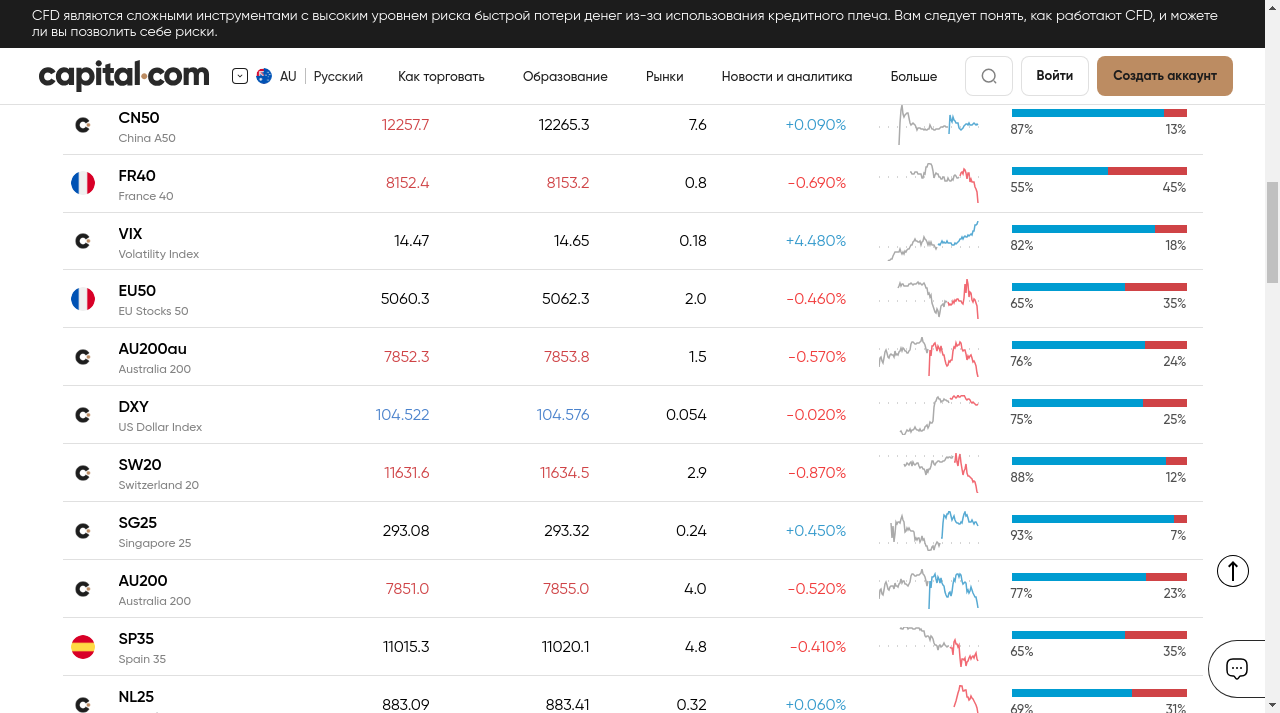 CFD являются сложными инструментами с высоким уровнем риска быстрой потери денег из-за использования кредитного плеча. Вам следует понять, как работают CFD, и можете
ли вы позволить себе риски.
capital.com AU Русский Как торговать Образование Рынки Новости и аналитика Больше Войти Создать аккаунт
CN50 12257.7 12265.3 7.6 +0.090%
China A50 87% 13%
FR40 8152.4 8153.2 0.8 -0.690%
France 40 55% 45%
VIX 14.47 14.65 0.18 +4.480%
Volatility Index 82% 18%
EU50 5060.3 5062.3 2.0 -0.460%
EU Stocks 50 65% 35%
AU200au 7852.3 7853.8 1.5 -0.570%
Australia 200 76% 24%
DXY 104.522 104.576 0.054 -0.020%
US Dollar Index 75% 25%
SW20 11631.6 11634.5 2.9 -0.870%
Switzerland 20 88% 12%
SG25 293.08 293.32 0.24 +0.450%
Singapore 25 93% 7%
AU200 7851.0 7855.0 4.0 -0.520%
Australia 200 77% 23%
SP35 11015.3 11020.1 4.8 -0.410%
Spain 35 65% 35%
NL25 883.09 883.41 0.32 +0.060%
69% 31%